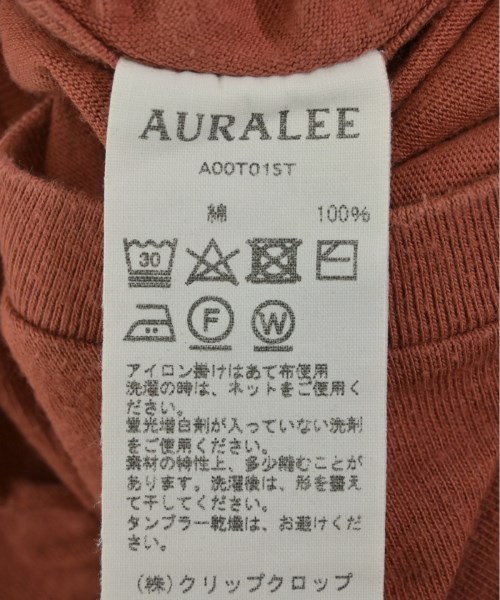 AURALEE
A00T01ST
綿 100%
30
F W
アイロン掛けはあて布使用
洗濯の時は、ネットをご使用く
ださい。
蛍光増白剤が入っていない洗剤
をご使用ください。
素材の特性上、多少縮むことが
あります。洗濯後は、形を整え
て干してください。
タンブラー乾燥は、お避けくだ
さい。
(株)クリップクロップ